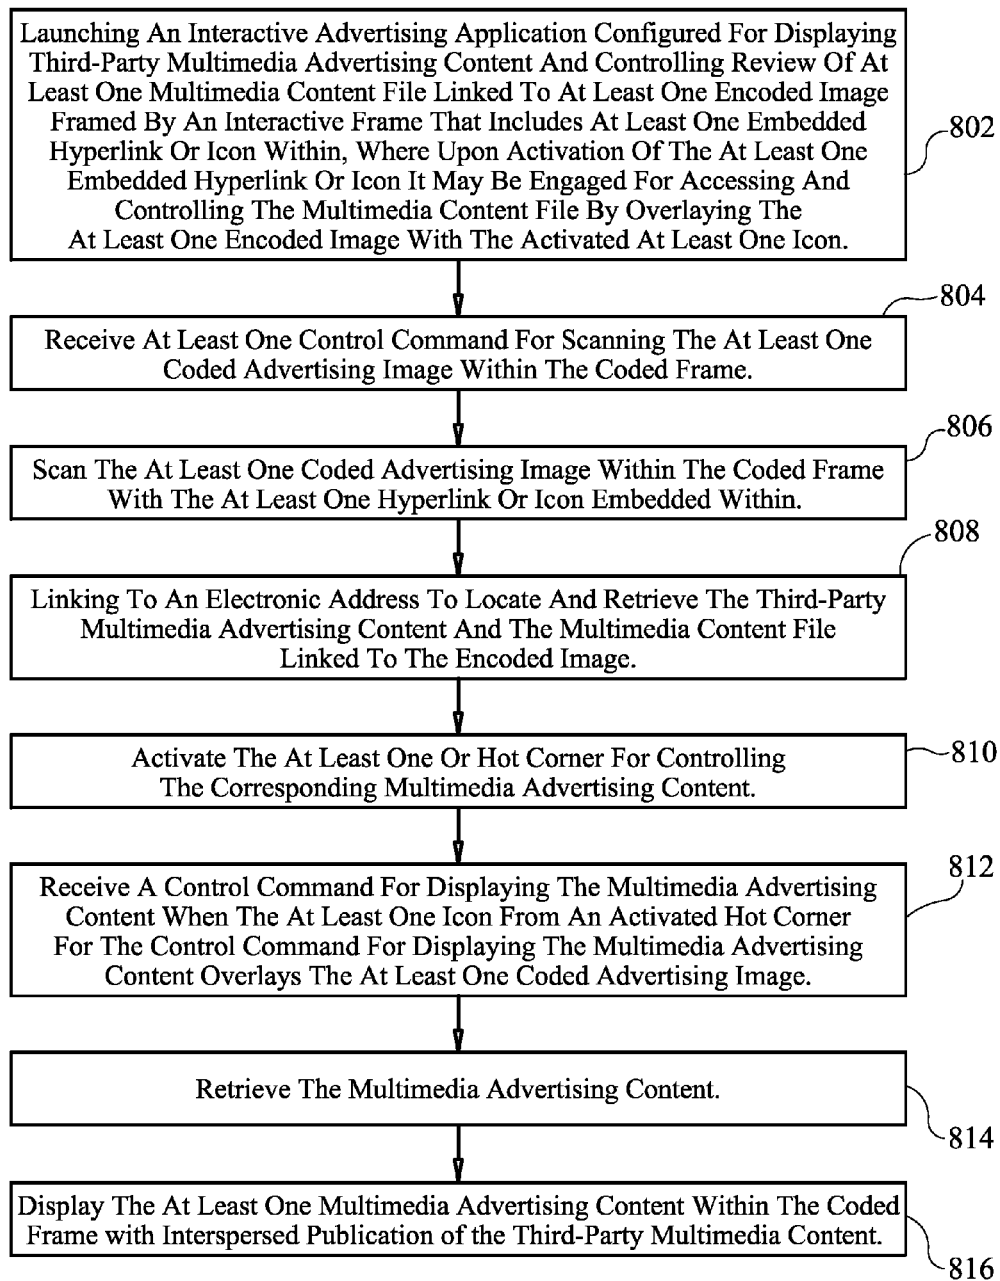 Launching An Interactive Advertising Application Configured For Displaying
Third-Party Multimedia Advertising Content And Controlling Review Of At
Least One Multimedia Content File Linked To At Least One Encoded Image
Framed By An Interactive Frame That Includes At Least One Embedded
Hyperlink Or Icon Within, Where Upon Activation Of The At Least One
Embedded Hyperlink Or Icon It May Be Engaged For Accessing And
Controlling The Multimedia Content File By Overlaying The
At Least One Encoded Image With The Activated At Least One Icon.
802
804
Receive At Least One Control Command For Scanning The At Least One
Coded Advertising Image Within The Coded Frame.
806
Scan The At Least One Coded Advertising Image Within The Coded Frame
With The At Least One Hyperlink Or Icon Embedded Within.
808
Linking To An Electronic Address To Locate And Retrieve The Third-Party
Multimedia Advertising Content And The Multimedia Content File
Linked To The Encoded Image.
Activate The At Least One Or Hot Corner For Controlling
The Corresponding Multimedia Advertising Content.
810
Receive A Control Command For Displaying The Multimedia Advertising
Content When The At Least One Icon From An Activated Hot Corner
For The Control Command For Displaying The Multimedia Advertising
Content Overlays The At Least One Coded Advertising Image.
812
Retrieve The Multimedia Advertising Content.
814
Display The At Least One Multimedia Advertising Content Within The Coded
Frame with Interspersed Publication of the Third-Party Multimedia Content.
816